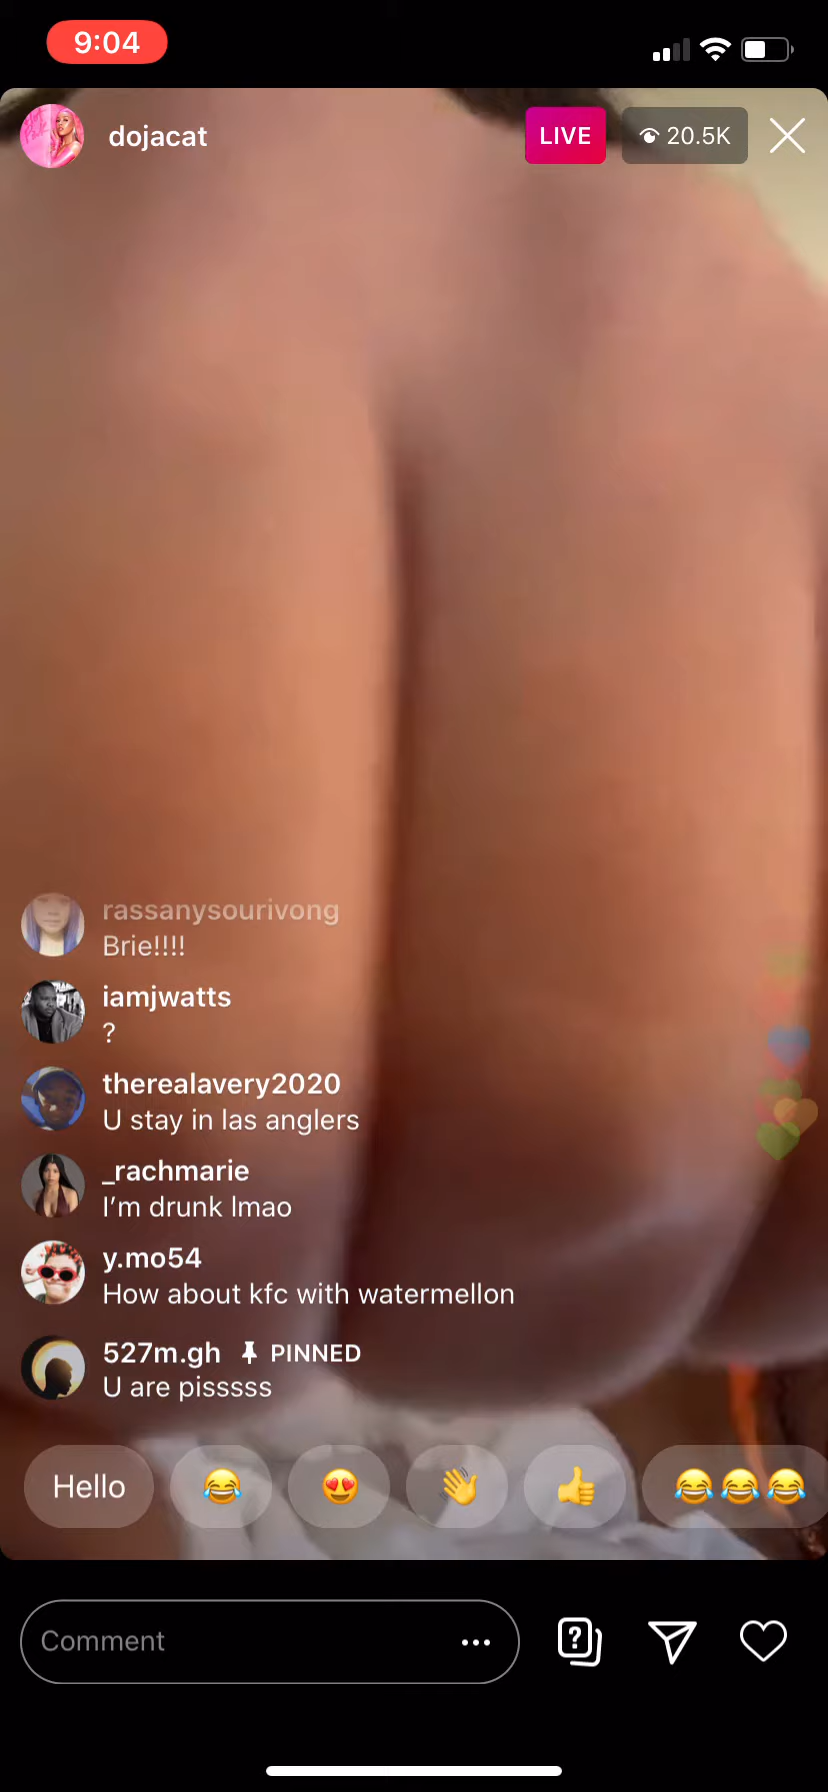 9:04
dojacat
LIVE
20.5K
rassanysourivong
Brie!!!!
iamjwatts
?
therealavery2020
U stay in las anglers
_rachmarie
I'm drunk lmao
y.mo54
How about kfc with watermellon
527m.gh PINNED
U are pisssss
Hello
Comment